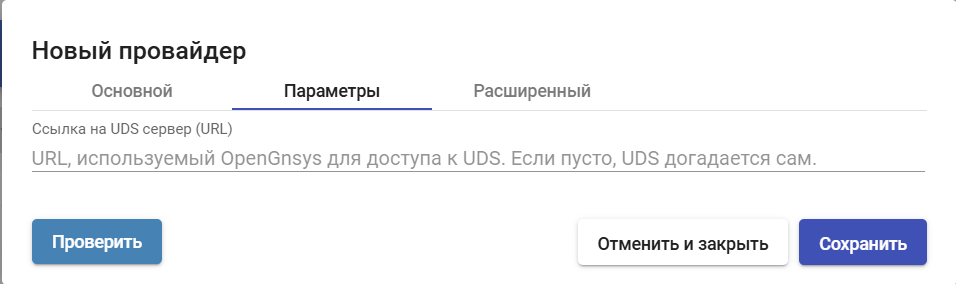 Новый провайдер
Основной Параметры Расширенный
Ссылка на UDS сервер (URL)
URL, используемый OpenGnsys для доступа к UDS. Если пусто, UDS догадается сам.
Проверить Отменить и закрыть Сохранить